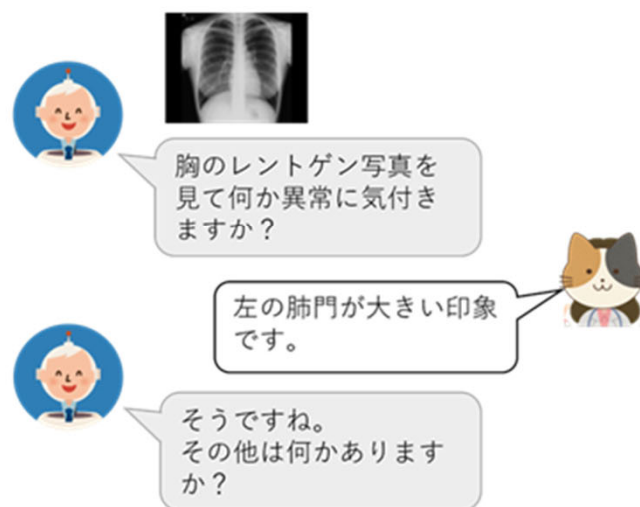 胸のレントゲン写真を
見て何か異常に気付き
ますか？
左の肺門が大きい印象
です。
そうですね。
その他は何かあります
か？